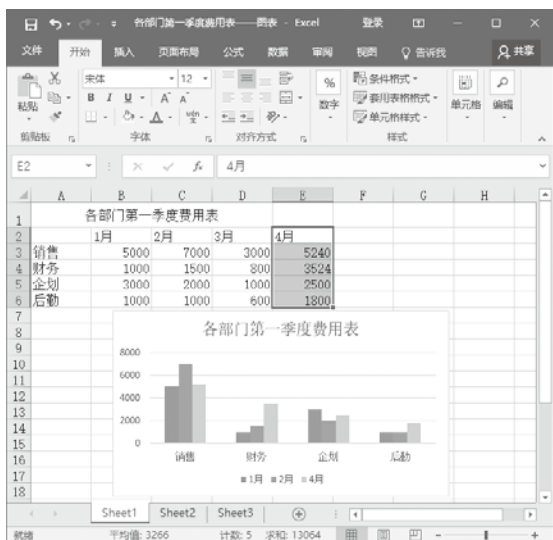 各部门第一季度费用表——图表 - Excel 登录
文件 开始 插入 页面布局 公式 数据 审阅 视图 告诉我 共享
宋体 12 % 条件格式
粘贴 B I U A A 数字 套用表格格式 单元格 编辑
A wén 单元格样式
剪贴板 字体 对齐方式 样式
E2 fx 4月
A B C D E F G H
1 各部门第一季度费用表
2 1月 2月 3月 4月
3 销售 5000 7000 3000 5240
4 财务 1000 1500 800 3524
5 企划 3000 2000 1000 2500
6 后勤 1000 1000 600 1800
7
8
9
10
11
12
13
14
15
16
17
18
各部门第一季度费用表
8000
6000
4000
2000
0
销售 财务 企划 后勤
1月 2月 4月
Sheet1 Sheet2 Sheet3
就绪 平均值: 3266 计数: 5 求和: 13064